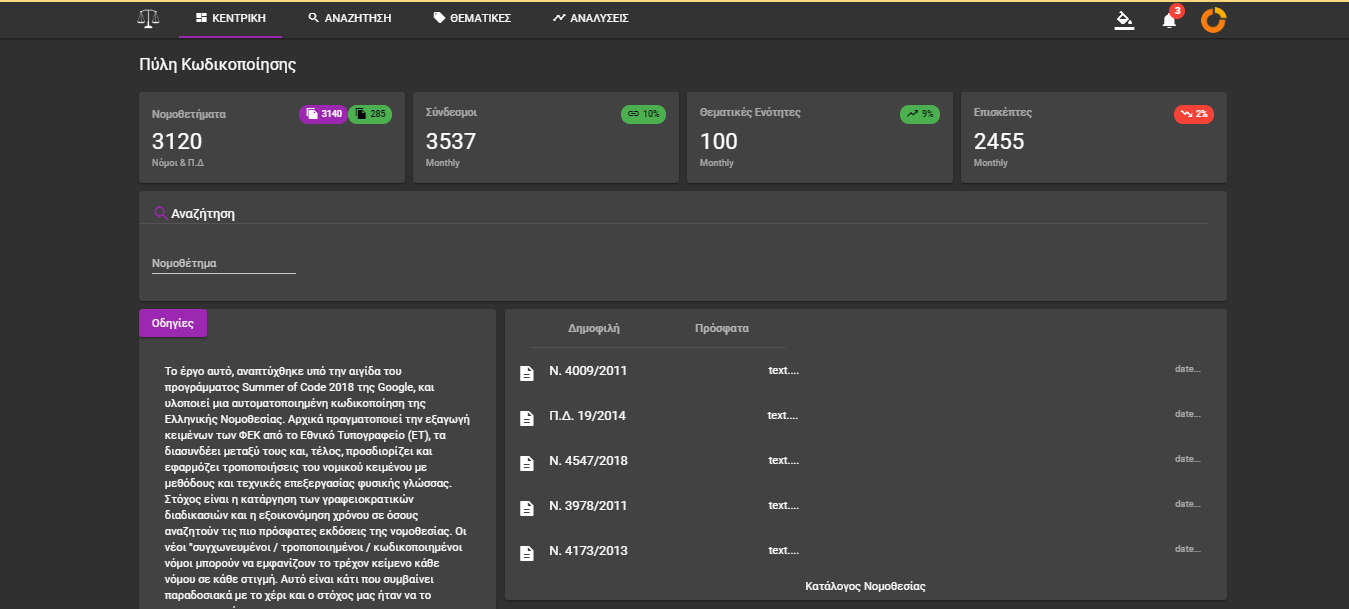 ΚΕΝΤΡΙΚΗ ΑΝΑΖΗΤΗΣΗ ΘΕΜΑΤΙΚΕΣ ΑΝΑΛΥΣΕΙΣ 3
Πύλη Κωδικοποίησης
Νομοθετήματα 3140 285
3120
Νόμοι & Π.Δ
Σύνδεσμοι 10%
3537
Monthly
Θεματικές Ενότητες 9%
100
Monthly
Επισκέπτες 2%
2455
Monthly
Αναζήτηση
Νομοθέτημα
Οδηγίες
Το έργο αυτό, αναπτύχθηκε υπό την αιγίδα του
προγράμματος Summer of Code 2018 της Google, και
υλοποιεί μια αυτοματοποιημένη κωδικοποίηση της
Ελληνικής Νομοθεσίας. Αρχικά πραγματοποιεί την εξαγωγή
κειμένων των ΦΕΚ από το Εθνικό Τυπογραφείο (ΕΤ), τα
διασυνδέει μεταξύ τους και, τέλος, προσδιορίζει και
εφαρμόζει τροποποιήσεις του νομικού κειμένου με
μεθόδους και τεχνικές επεξεργασίας φυσικής γλώσσας.
Στόχος είναι η κατάργηση των γραφειοκρατικών
διαδικασιών και η εξοικονόμηση χρόνου σε όσους
αναζητούν τις πιο πρόσφατες εκδόσεις της νομοθεσίας. Οι
νέοι "συγχωνευμένοι / τροποποιημένοι / κωδικοποιημένοι
νόμοι μπορούν να εμφανίζουν το τρέχον κείμενο κάθε
νόμου σε κάθε στιγμή. Αυτό είναι κάτι που συμβαίνει
παραδοσιακά με το χέρι και ο στόχος μας ήταν να το
Δημοφιλή Πρόσφατα
Ν. 4009/2011 text.... date...
Π.Δ. 19/2014 text.... date...
Ν. 4547/2018 text.... date...
Ν. 3978/2011 text.... date...
Ν. 4173/2013 text.... date...
Κατάλογος Νομοθεσίας